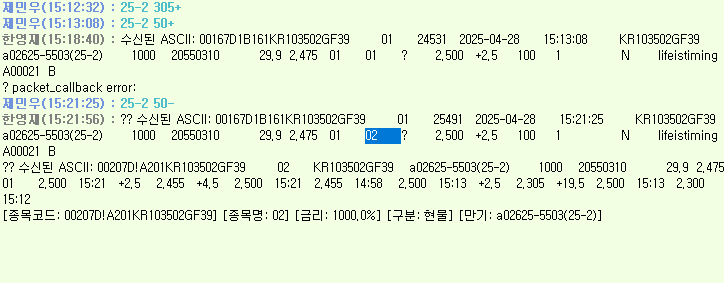 제민우(15:12:32) : 25-2 305+
제민우(15:13:08) : 25-2 50+
한영재(15:18:40) : 수신된 ASCII: 00167D1B161KR103502GF39 01 24531 2025-04-28 15:13:08 KR103502GF39
a02625-5503(25-2) 1000 20550310 29,9 2,475 01 01 ? 2,500 +2,5 100 1 N lifeistiming
A00021 B
? packet_callback error:
제민우(15:21:25) : 25-2 50-
한영재(15:21:56) : ?? 수신된 ASCII: 00167D1B161KR103502GF39 01 25491 2025-04-28 15:21:25 KR103502GF39
a02625-5503(25-2) 1000 20550310 29,9 2,475 01 02 ? 2,500 +2,5 100 1 N lifeistiming
A00021 B
?? 수신된 ASCII: 00207D!A201KR103502GF39 02 KR103502GF39 a02625-5503(25-2) 1000 20550310 29,9 2,475
01 2,500 15:21 +2,5 2,455 +4,5 2,500 15:21 2,455 14:58 2,500 15:13 +2,5 2,305 +19,5 2,500 15:13 2,300
15:12
[종목코드: 00207D!A201KR103502GF39] [종목명: 02] [금리: 1000,0%] [구분: 현물] [만기: a02625-5503(25-2)]